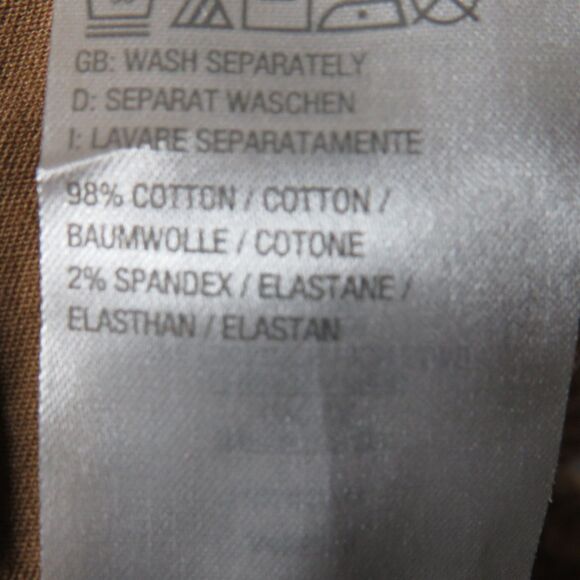 GB: WASH SEPARATELY
D: SEPARAT WASCHEN
I: LAVARE SEPARATAMENTE
98% COTTON / COTTON /
BAUMWOLLE / COTONE
2% SPANDEX / ELASTANE /
ELASTHAN / ELASTAN